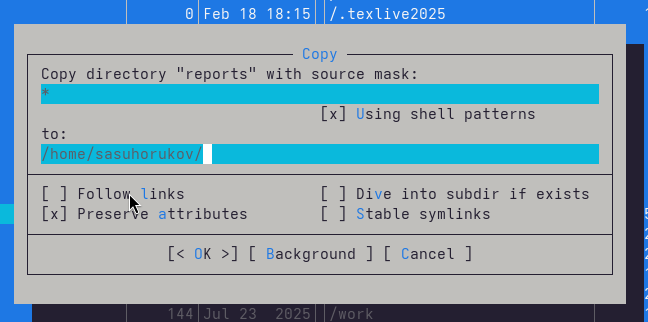 0 Feb 18 18:15 /.texlive2025
Copy
Copy directory "reports" with source mask:
*
[x] Using shell patterns
to:
/home/sasuhorukov/
[ ] Follow links [ ] Dive into subdir if exists
[x] Preserve attributes [ ] Stable symlinks
[< OK >] [ Background ] [ Cancel ]
144 Jul 23 2025 /work